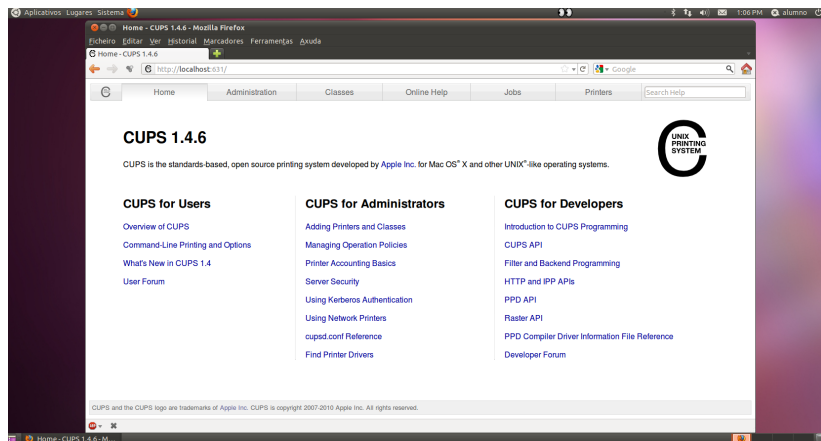 Aplicativos Lugares Sistema 1:06 PM alumno
Home - CUPS 1.4.6 - Mozilla Firefox
Ficheiro Editar Ver Historial Marcadores Ferramentas Axuda
Home - CUPS 1.4.6
http://localhost:631/ Google
Home Administration Classes Online Help Jobs Printers Search Help
CUPS 1.4.6
UNIX
PRINTING
SYSTEM
CUPS is the standards-based, open source printing system developed by Apple Inc. for Mac OS® X and other UNIX®-like operating systems.
CUPS for Users
Overview of CUPS
Command-Line Printing and Options
What's New in CUPS 1.4
User Forum
CUPS for Administrators
Adding Printers and Classes
Managing Operation Policies
Printer Accounting Basics
Server Security
Using Kerberos Authentication
Using Network Printers
cupsd.conf Reference
Find Printer Drivers
CUPS for Developers
Introduction to CUPS Programming
CUPS API
Filter and Backend Programming
HTTP and IPP APIs
PPD API
Raster API
PPD Compiler Driver Information File Reference
Developer Forum
CUPS and the CUPS logo are trademarks of Apple Inc. CUPS is copyright 2007-2010 Apple Inc. All rights reserved.
Home - CUPS 1.4.6 - M...